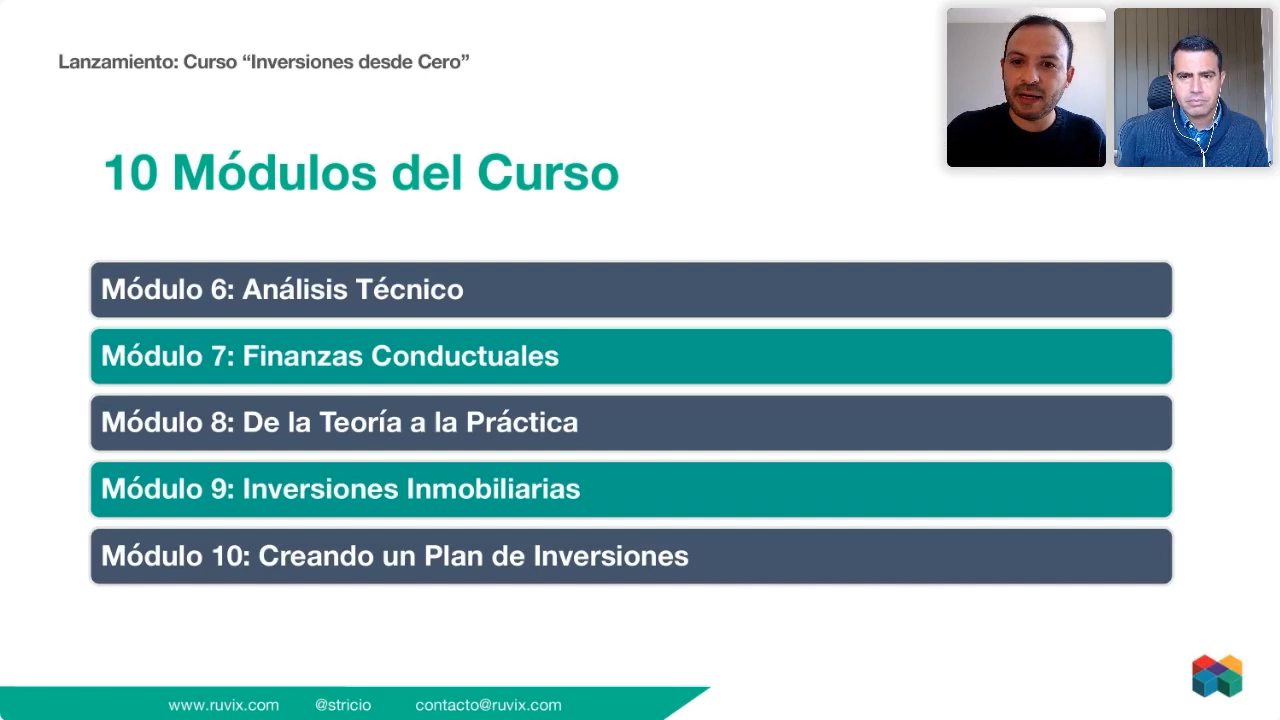 Lanzamiento: Curso “Inversiones desde Cero”
10 Módulos del Curso
Módulo 6: Análisis Técnico
Módulo 7: Finanzas Conductuales
Módulo 8: De la Teoría a la Práctica
Módulo 9: Inversiones Inmobiliarias
Módulo 10: Creando un Plan de Inversiones
www.ruvix.com @stricio contacto@ruvix.com